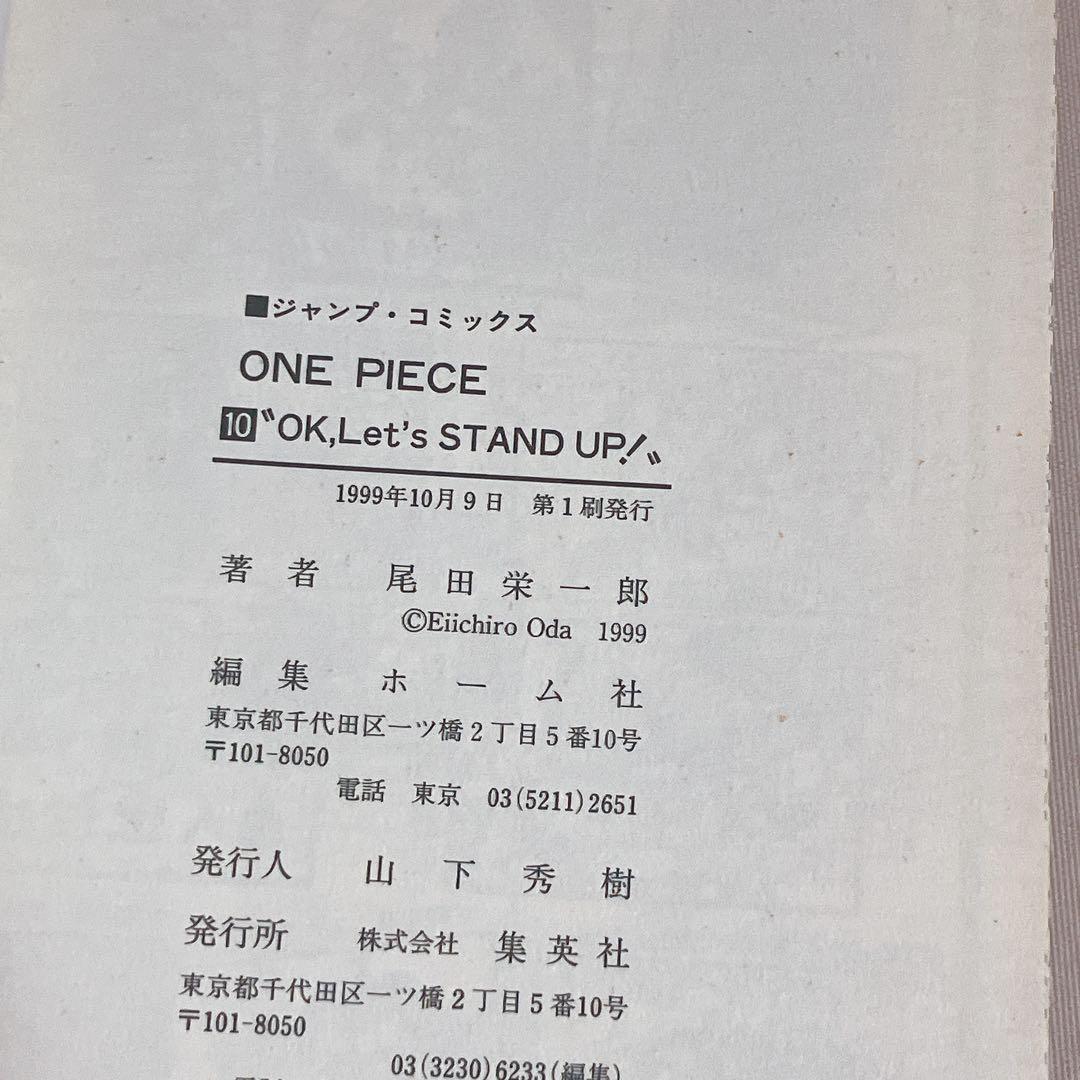 ■ジャンプ・コミックス
ONE PIECE
10〝OK,Let's STAND UP!〟
1999年10月9日 第1刷発行
著者 尾田栄一郎
©Eiichiro Oda 1999
編集 ホーム社
東京都千代田区一ツ橋2丁目5番10号
〒101-8050
電話 東京 03(5211)2651
発行人 山下秀樹
発行所 株式会社 集英社
東京都千代田区一ツ橋2丁目5番10号
〒101-8050
03(3230)6233(編集)